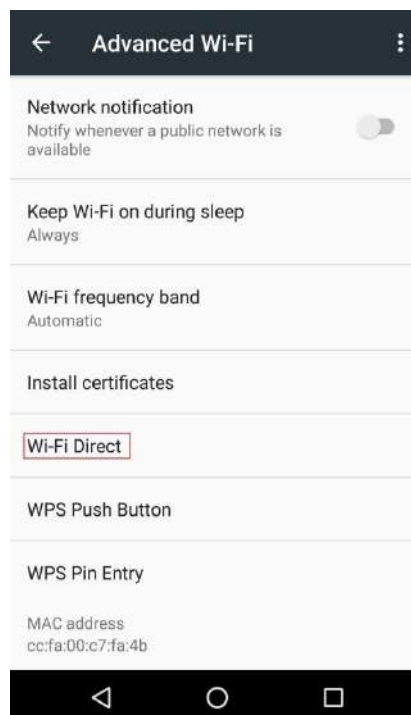 Advanced Wi-Fi
Network notification
Notify whenever a public network is
available
Keep Wi-Fi on during sleep
Always
Wi-Fi frequency band
Automatic
Install certificates
Wi-Fi Direct
WPS Push Button
WPS Pin Entry
MAC address
cc:fa:00:c7:fa:4b